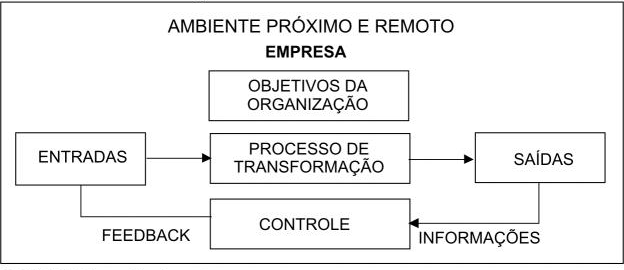 AMBIENTE PRÓXIMO E REMOTO
EMPRESA
OBJETIVOS DA
ORGANIZAÇÃO
ENTRADAS
PROCESSO DE
TRANSFORMAÇÃO
SAÍDAS
CONTROLE
FEEDBACK
INFORMAÇÕES